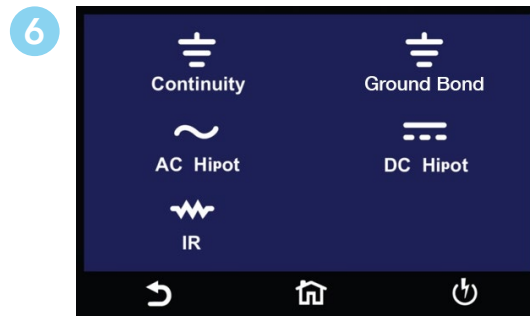 6
Continuity Ground Bond
AC Hipot DC Hipot
IR